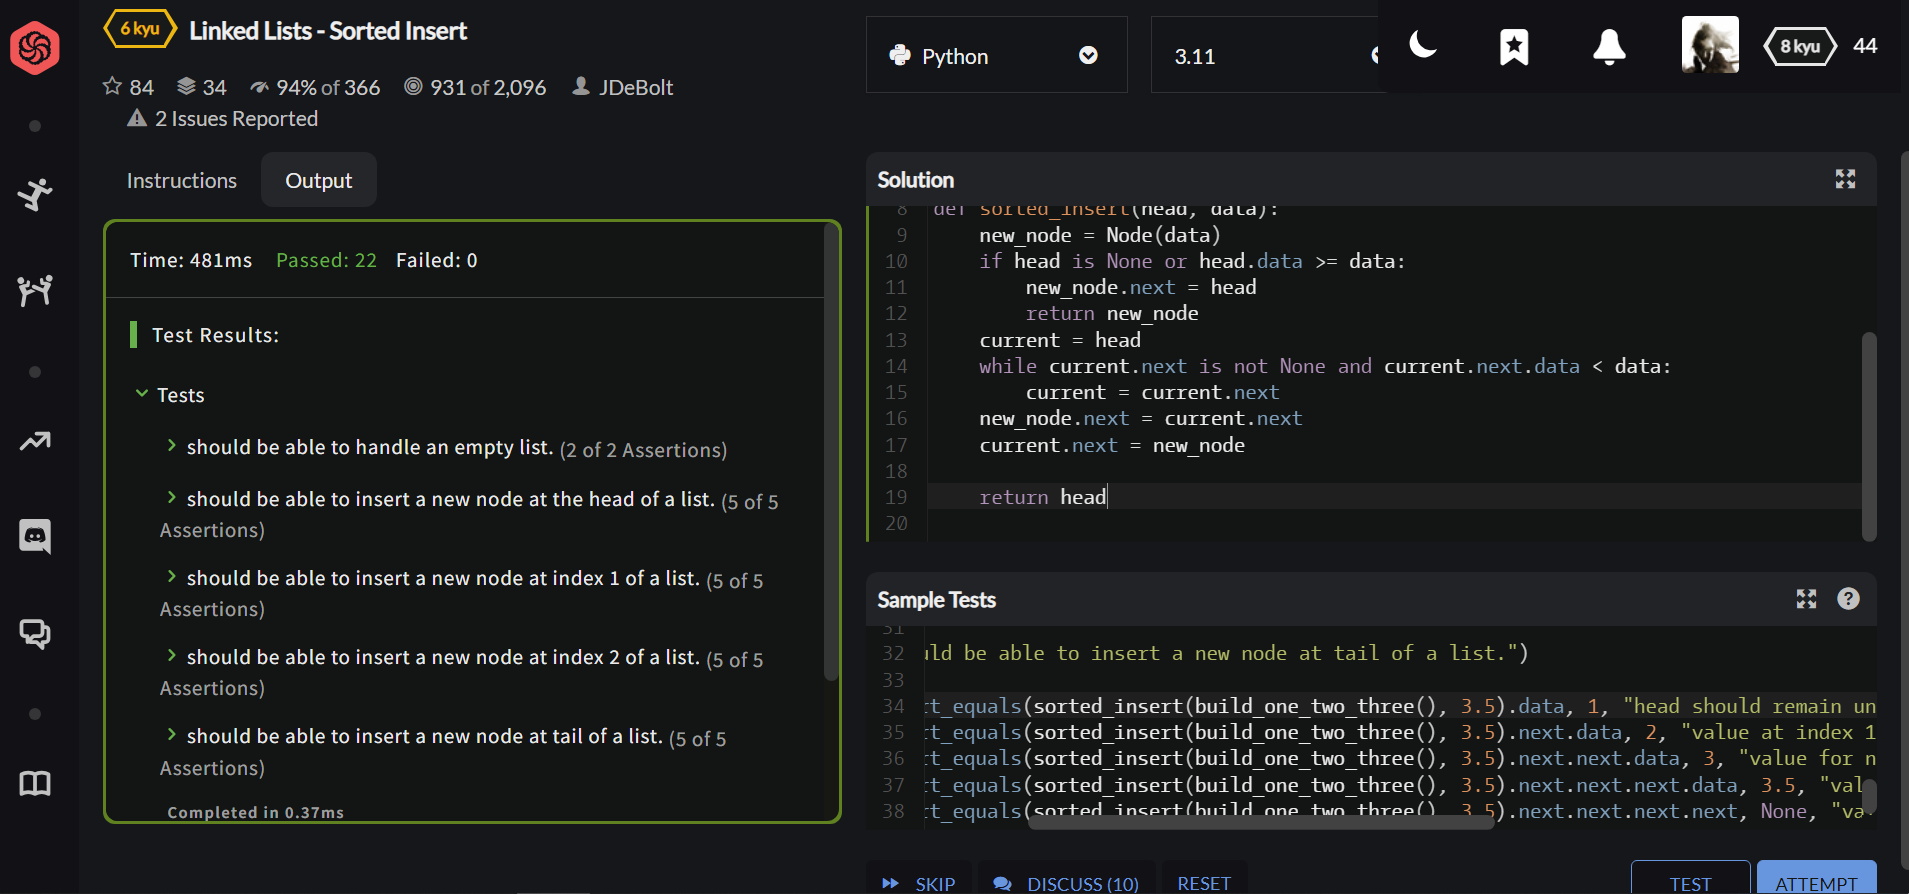 6 kyu
Linked Lists - Sorted Insert
84 34 94% of 366 931 of 2,096 JDeBolt
2 Issues Reported
Python
3.11
8 kyu
44
Instructions
Output
Time: 481ms Passed: 22 Failed: 0
Test Results:
Tests
should be able to handle an empty list. (2 of 2 Assertions)
should be able to insert a new node at the head of a list. (5 of 5
Assertions)
should be able to insert a new node at index 1 of a list. (5 of 5
Assertions)
should be able to insert a new node at index 2 of a list. (5 of 5
Assertions)
should be able to insert a new node at tail of a list. (5 of 5
Assertions)
Completed in 0.37ms
Solution
8 def sorted_insert(head, data):
9 new_node = Node(data)
10 if head is None or head.data >= data:
11 new_node.next = head
12 return new_node
13 current = head
14 while current.next is not None and current.next.data < data:
15 current = current.next
16 new_node.next = current.next
17 current.next = new_node
18
19 return head
20
Sample Tests
31
32 uld be able to insert a new node at tail of a list.")
33
34 rt_equals(sorted_insert(build_one_two_three(), 3.5).data, 1, "head should remain un
35 rt_equals(sorted_insert(build_one_two_three(), 3.5).next.data, 2, "value at index 1
36 rt_equals(sorted_insert(build_one_two_three(), 3.5).next.next.data, 3, "value for n
37 rt_equals(sorted_insert(build_one_two_three(), 3.5).next.next.next.data, 3.5, "val
38 rt_equals(sorted_insert(build_one_two_three(), 3.5).next.next.next.next, None, "va
SKIP
DISCUSS (10)
RESET
TEST
ATTEMPT